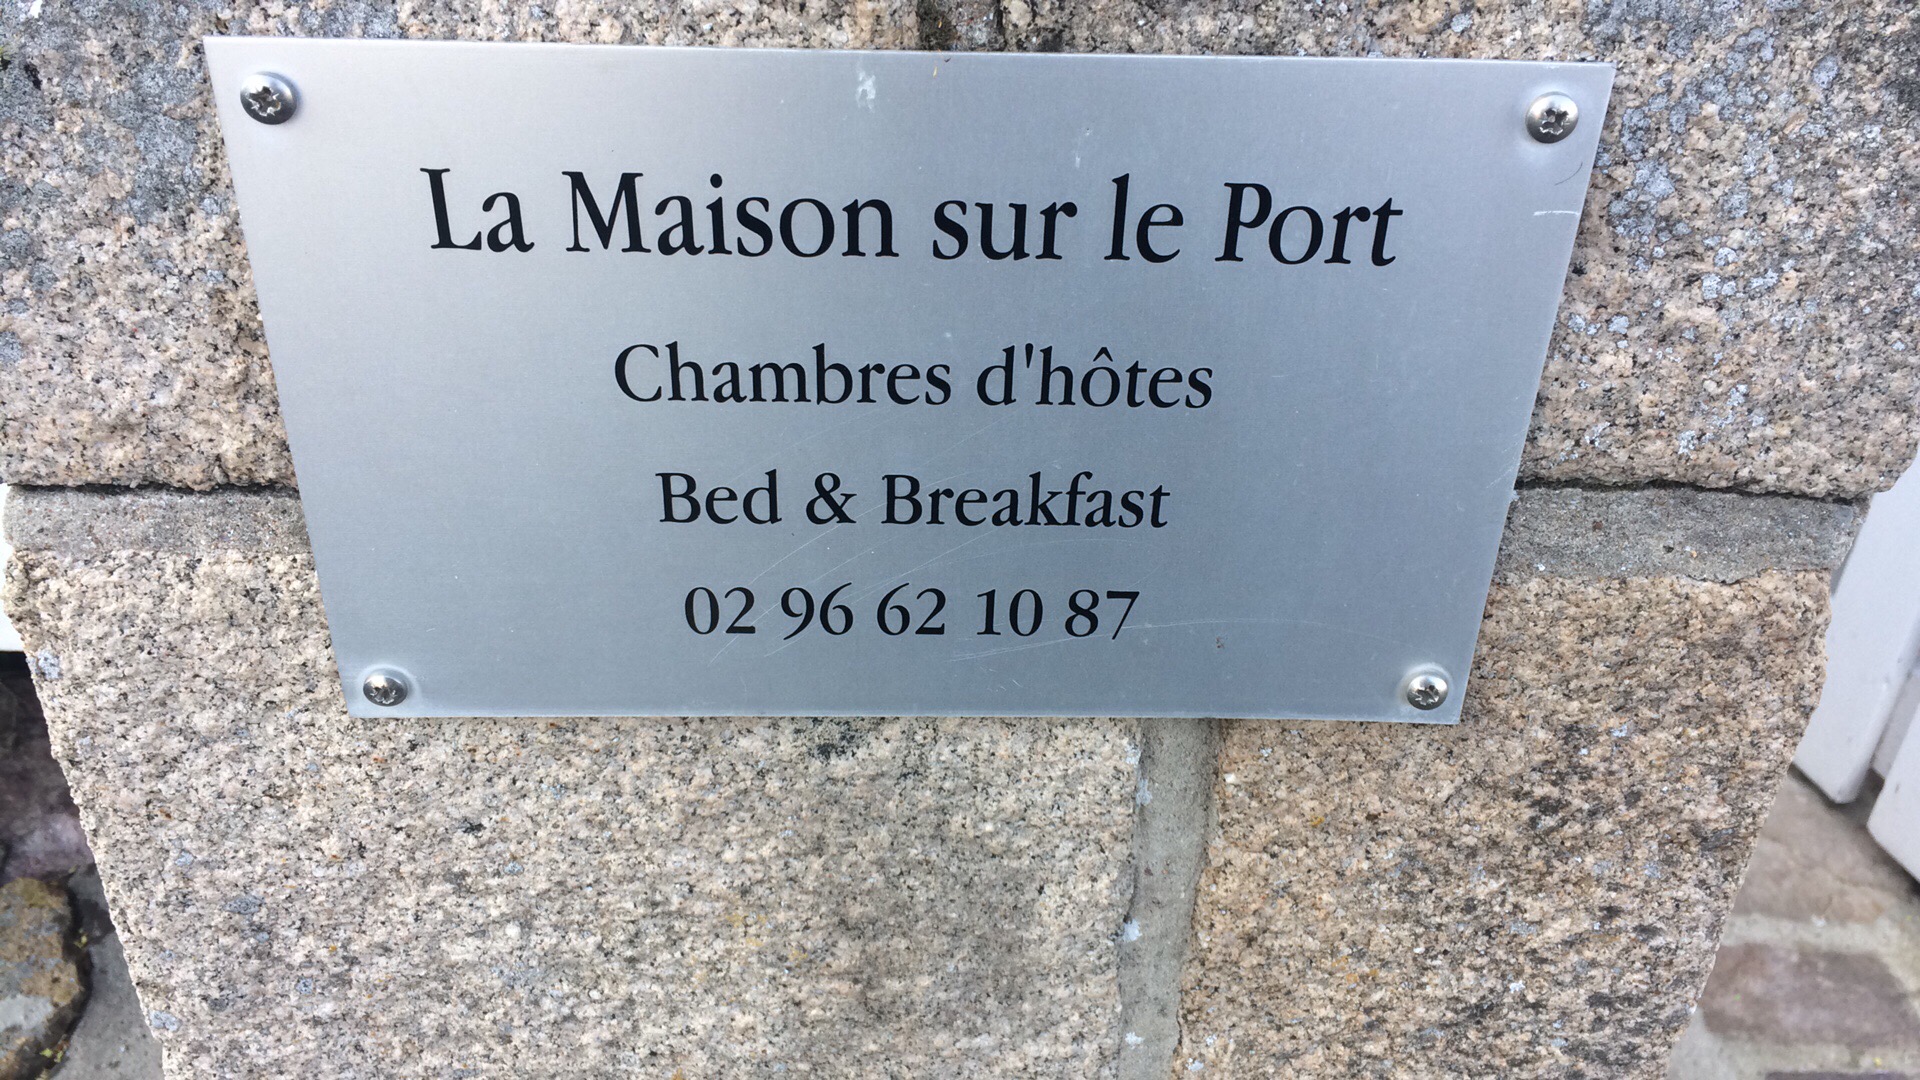 La Maison sur le Port
Chambres d'hôtes
Bed & Breakfast
02 96 62 10 87